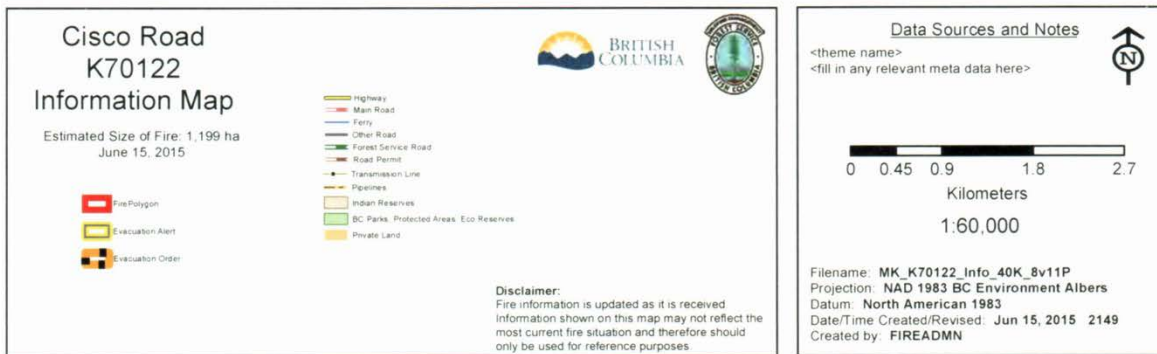 Cisco Road
K70122
Information Map
Estimated Size of Fire: 1,199 ha
June 15, 2015
Fire Polygon
Evacuation Alert
Evacuation Order
Highway
Main Road
Ferry
Other Road
Forest Service Road
Road Permit
Transmission Line
Pipelines
Indian Reserves
BC Parks, Protected Areas, Eco Reserves
Private Land
BRITISH
COLUMBIA
FOREST SERVICE
BRITISH COLUMBIA
Disclaimer:
Fire information is updated as it is received
Information shown on this map may not reflect the
most current fire situation and therefore should
only be used for reference purposes
Data Sources and Notes
<theme name>
<fill in any relevant meta data here>
N
0 0.45 0.9 1.8 2.7
Kilometers
1:60,000
Filename: MK_K70122_Info_40K_8v11P
Projection: NAD 1983 BC Environment Albers
Datum: North American 1983
Date/Time Created/Revised: Jun 15, 2015 2149
Created by: FIREADMN